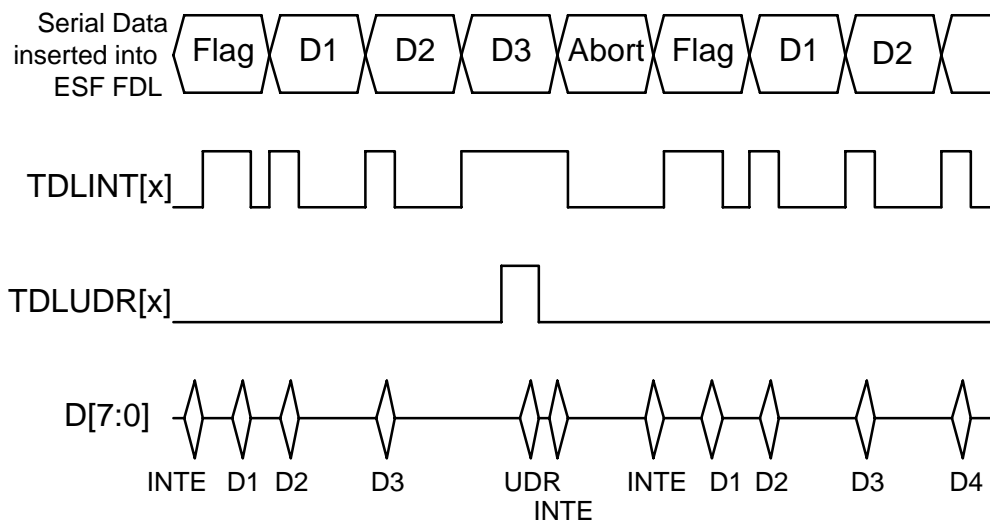 Serial Data
inserted into
ESF FDL
Flag D1 D2 D3 Abort Flag D1 D2
TDLINT[x]
TDLUDR[x]
D[7:0]
INTE D1 D2 D3 UDR INTE D1 D2 D3 D4
INTE